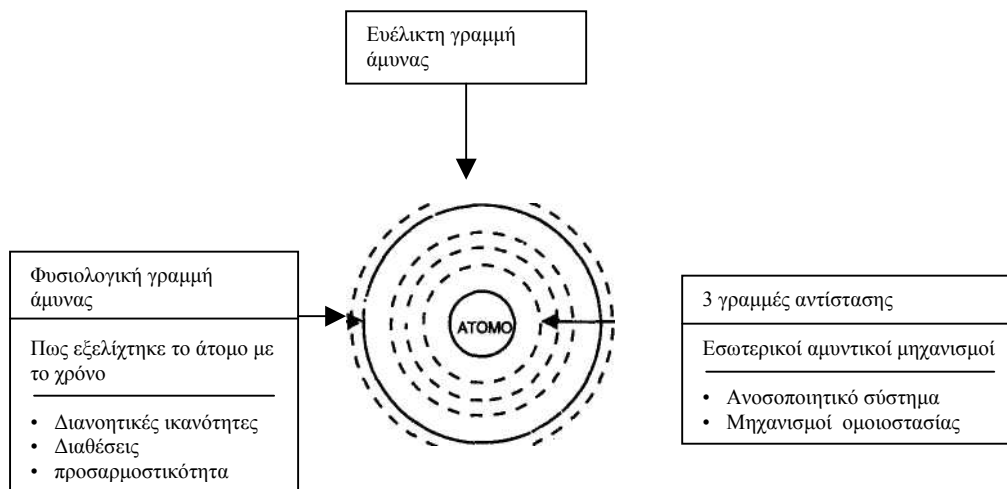 Ευέλικτη γραμμή
άμυνας
Φυσιολογική γραμμή
άμυνας
Πως εξελίχτηκε το άτομο με
το χρόνο
• Διανοητικές ικανότητες
• Διαθέσεις
• προσαρμοστικότητα
ΑΤΟΜΟ
3 γραμμές αντίστασης
Εσωτερικοί αμυντικοί μηχανισμοί
• Ανοσοποιητικό σύστημα
• Μηχανισμοί ομοιοστασίας